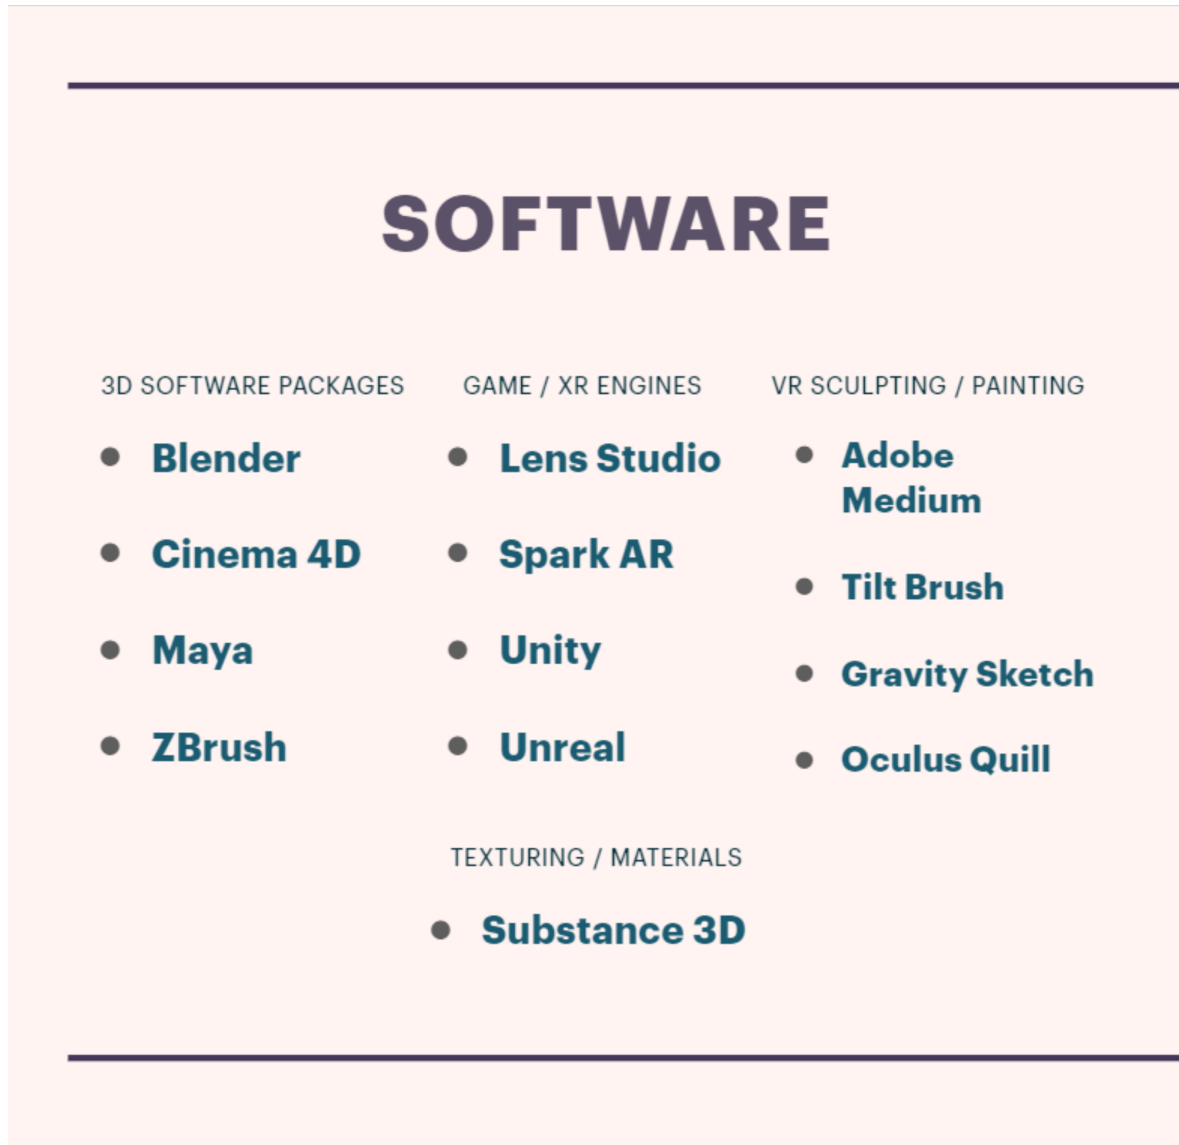 SOFTWARE
3D SOFTWARE PACKAGES
Blender
Cinema 4D
Maya
ZBrush
GAME / XR ENGINES
Lens Studio
Spark AR
Unity
Unreal
VR SCULPTING / PAINTING
Adobe
Medium
Tilt Brush
Gravity Sketch
Oculus Quill
TEXTURING / MATERIALS
Substance 3D